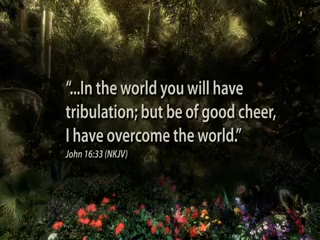 “...In the world you will have
tribulation; but be of good cheer,
I have overcome the world.”
John 16:33 (NKJV)